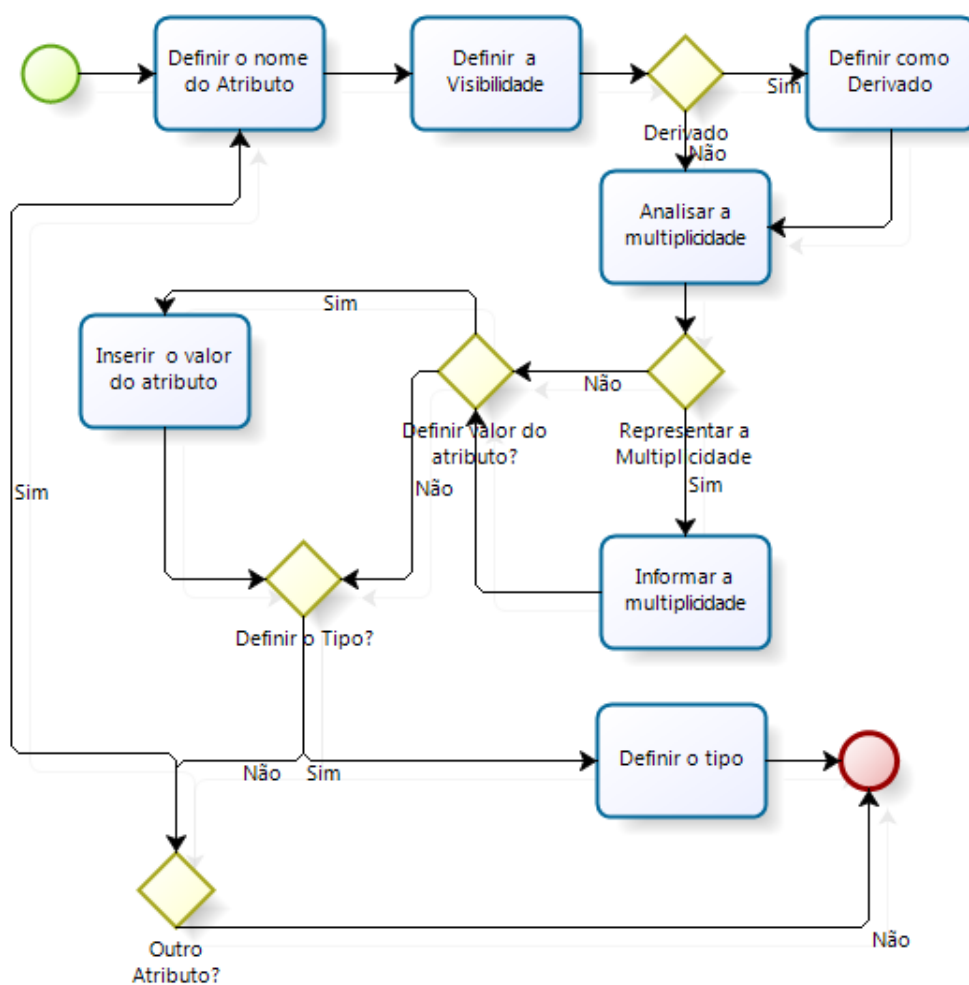 Definir o nome
do Atributo
Definir a
Visibilidade
Sim
Definir como
Derivado
Derivado
Não
Analisar a
multiplicidade
Sim
Inserir o valor
do atributo
Não
Definir valor do
atributo?
Representar a
Multiplicidade
Não
Sim
Sim
Informar a
multiplicidade
Definir o Tipo?
Definir o tipo
Não
Sim
Não
Outro
Atributo?